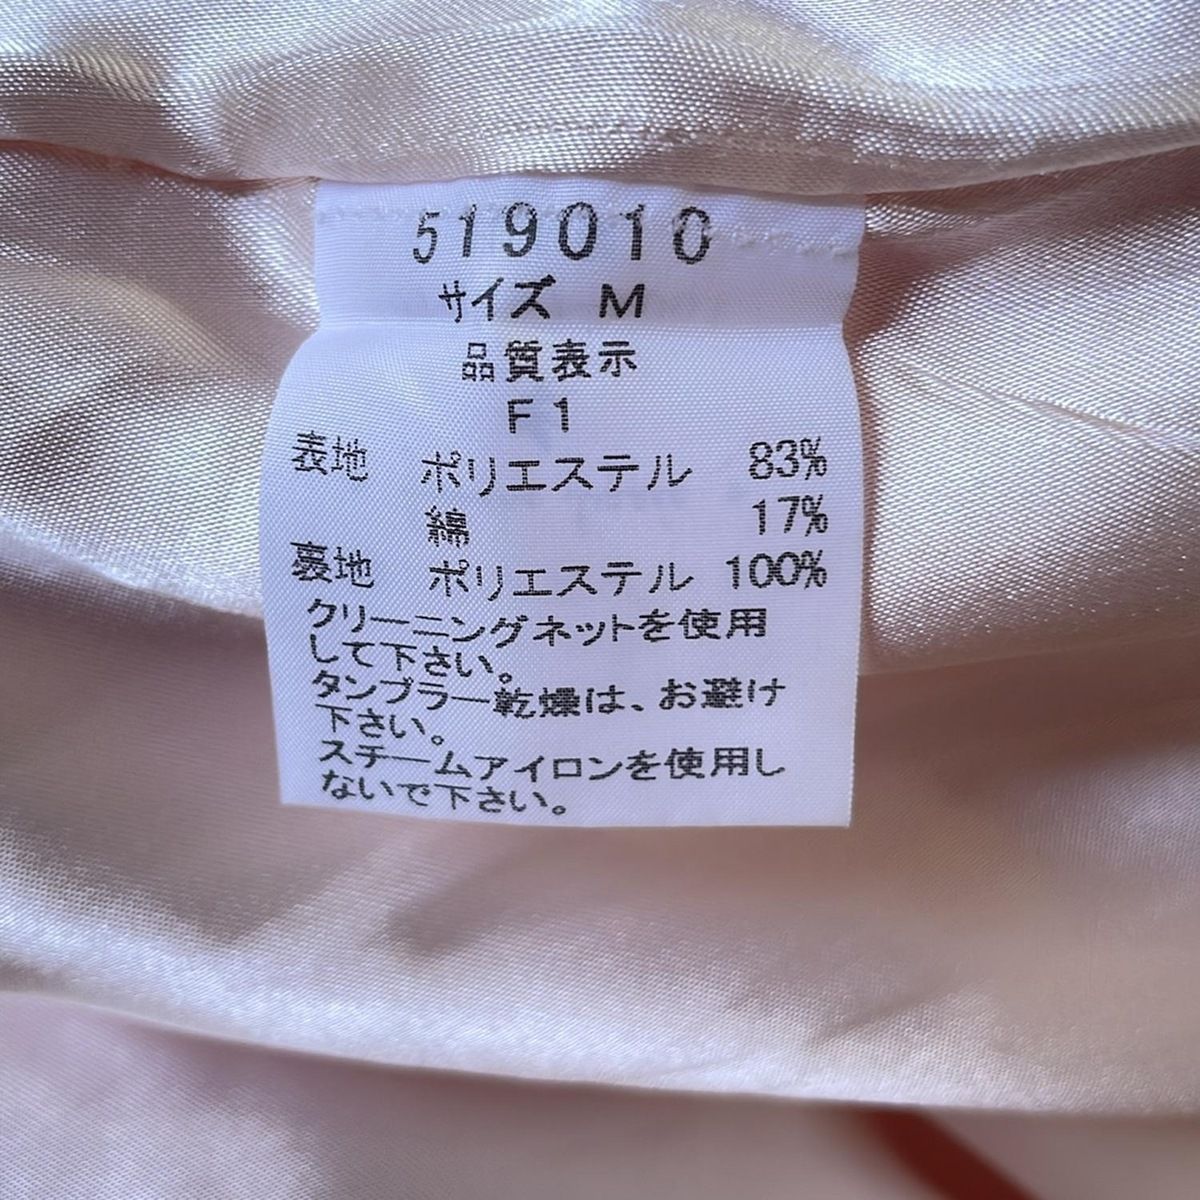 519010
サイズ M
品質表示
F1
表地 ポリエステル 83%
綿 17%
裏地 ポリエステル 100%
クリーニングネットを使用
して下さい。
タンブラー乾燥は、お避け
下さい。
スチームアイロンを使用し
ないで下さい。